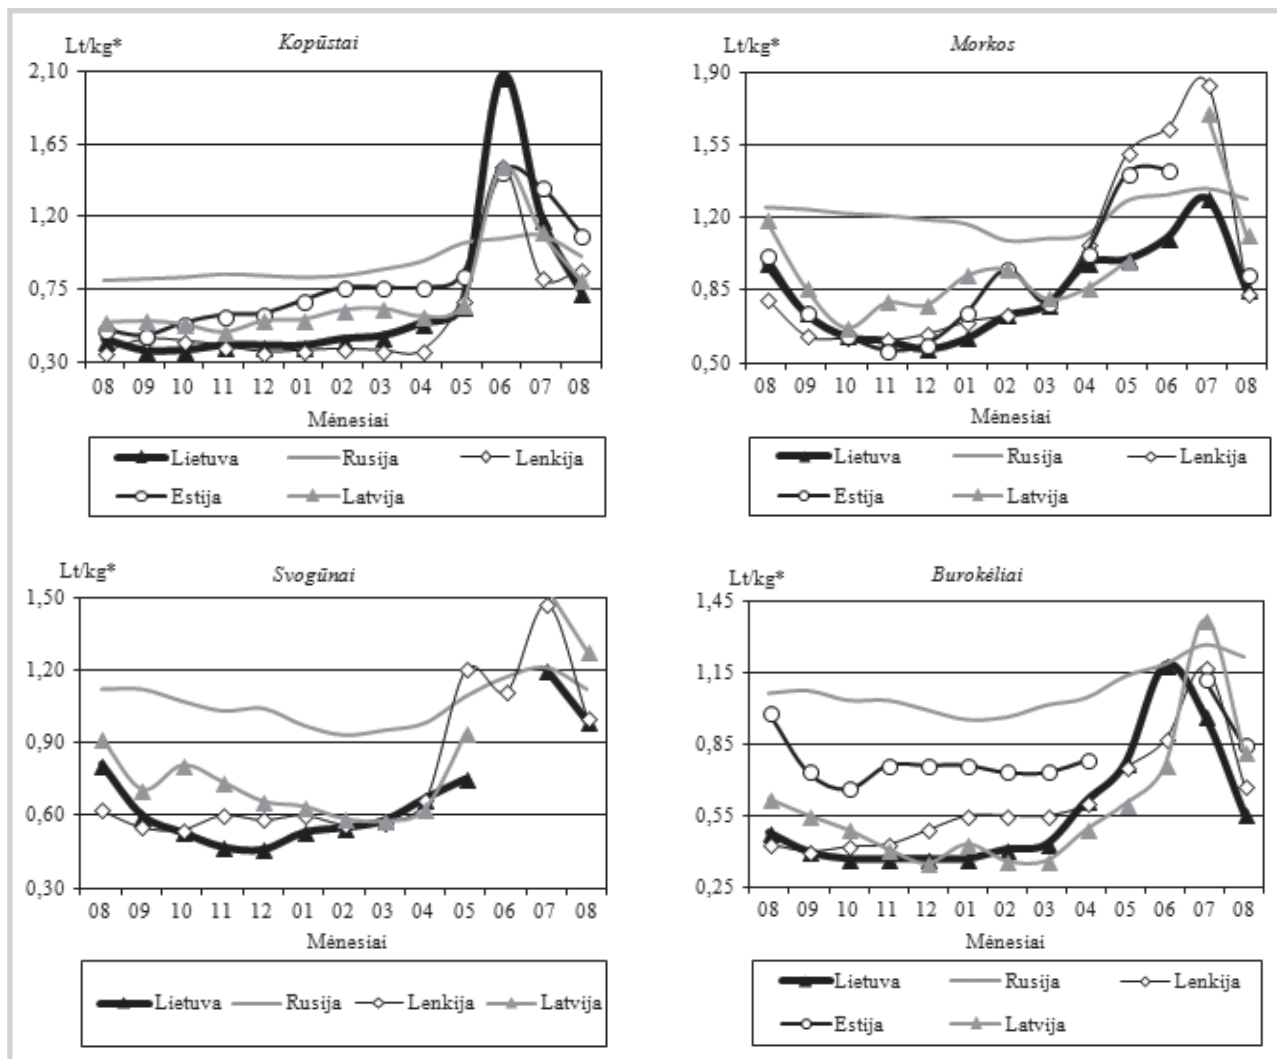 Kopūstai
Lt/kg*
2,10
1,65
1,20
0,75
0,30
08 09 10 11 12 01 02 03 04 05 06 07 08
Mėnesiai
Lietuva Rusija Lenkija
Estija Latvija
Morkos
Lt/kg*
1,90
1,55
1,20
0,85
0,50
08 09 10 11 12 01 02 03 04 05 06 07 08
Mėnesiai
Lietuva Rusija Lenkija
Estija Latvija
Svogūnai
Lt/kg*
1,50
1,20
0,90
0,60
0,30
08 09 10 11 12 01 02 03 04 05 06 07 08
Mėnesiai
Lietuva Rusija Lenkija Latvija
Burokėliai
Lt/kg*
1,45
1,15
0,85
0,55
0,25
08 09 10 11 12 01 02 03 04 05 06 07 08
Mėnesiai
Lietuva Rusija Lenkija
Estija Latvija